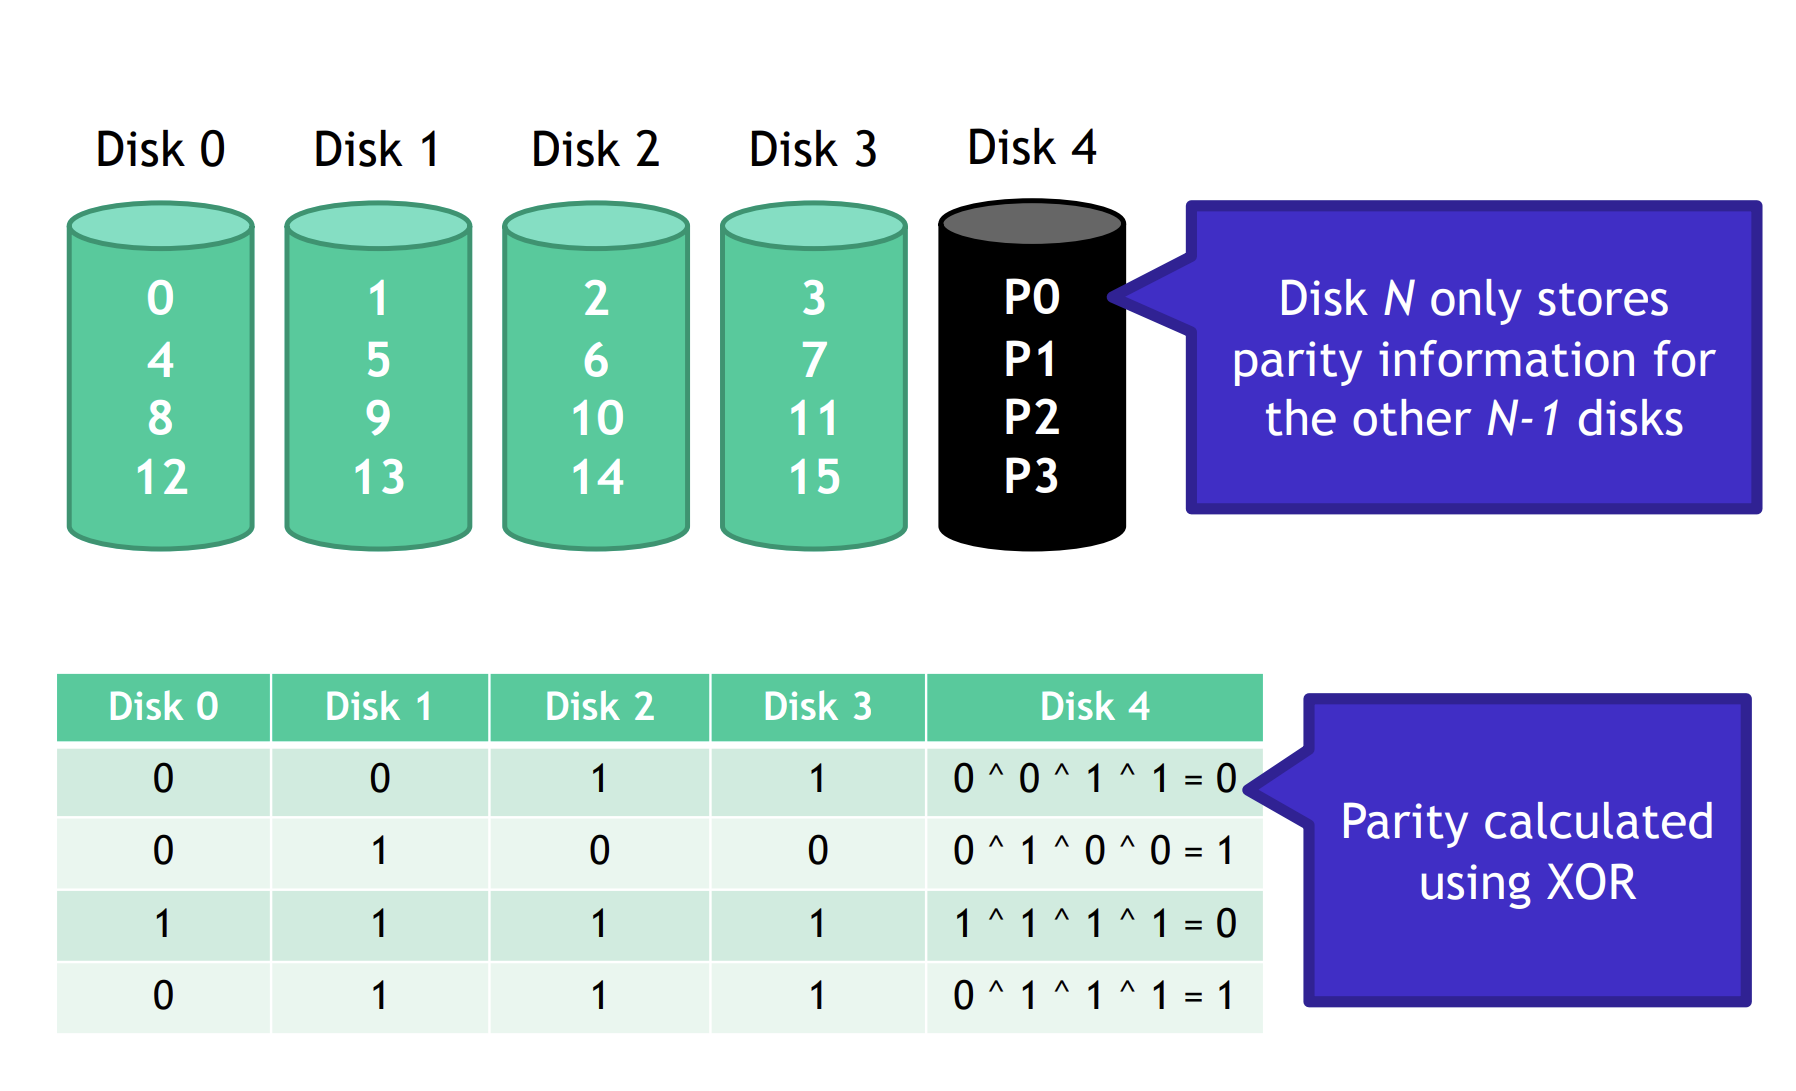 Disk 0 Disk 1 Disk 2 Disk 3 Disk 4
0 1 2 3 P0
4 5 6 7 P1
8 9 10 11 P2
12 13 14 15 P3
Disk N only stores
parity information for
the other N-1 disks
Disk 0 Disk 1 Disk 2 Disk 3 Disk 4
0 0 1 1 0 ^ 0 ^ 1 ^ 1 = 0
0 1 0 0 0 ^ 1 ^ 0 ^ 0 = 1
1 1 1 1 1 ^ 1 ^ 1 ^ 1 = 0
0 1 1 1 0 ^ 1 ^ 1 ^ 1 = 1
Parity calculated
using XOR